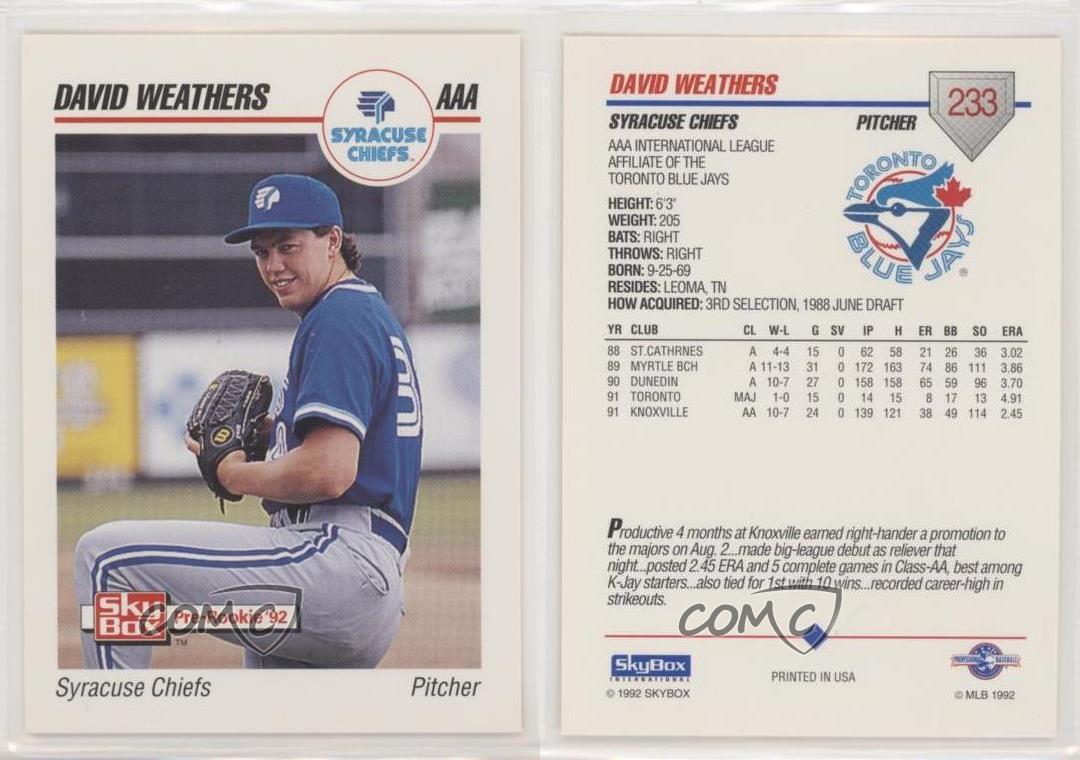 DAVID WEATHERS
AAA
SYRACUSE
CHIEFS™
Sky
Box
Pre-Rookie '92
TM
COMC
Syracuse Chiefs
Pitcher
DAVID WEATHERS
233
SYRACUSE CHIEFS PITCHER
AAA INTERNATIONAL LEAGUE
AFFILIATE OF THE
TORONTO BLUE JAYS
TORONTO
BLUE JAYS
®
HEIGHT: 6'3"
WEIGHT: 205
BATS: RIGHT
THROWS: RIGHT
BORN: 9-25-69
RESIDES: LEOMA, TN
HOW ACQUIRED: 3RD SELECTION, 1988 JUNE DRAFT
YR CLUB CL W-L G SV IP H ER BB SO ERA
88 ST.CATHRNES A 4-4 15 0 62 58 21 26 36 3.02
89 MYRTLE BCH A 11-13 31 0 172 163 74 86 111 3.86
90 DUNEDIN A 10-7 27 0 158 158 65 59 96 3.70
91 TORONTO MAJ 1-0 15 0 14 15 8 17 13 4.91
91 KNOXVILLE AA 10-7 24 0 139 121 38 49 114 2.45
Productive 4 months at Knoxville earned right-hander a promotion to
the majors on Aug. 2...made big-league debut as reliever that
night...posted 2.45 ERA and 5 complete games in Class-AA, best among
K-Jay starters...also tied for 1st with 10 wins...recorded career-high in
strikeouts.
COMC
SkyBox
INTERNATIONAL
© 1992 SKYBOX
PRINTED IN USA
PROFESSIONAL BASEBALL
© MLB 1992